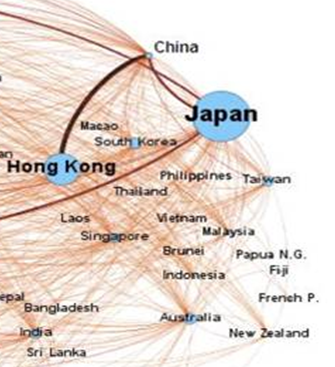 China
Japan
Macao
South Korea
an
Hong Kong
Philippines
Taiwan
Thailand
Laos
Vietnam
Malaysia
Singapore
Brunei
Papua N.G.
Indonesia
Fiji
epal
French P.
Bangladesh
Australia
India
New Zealand
Sri Lanka